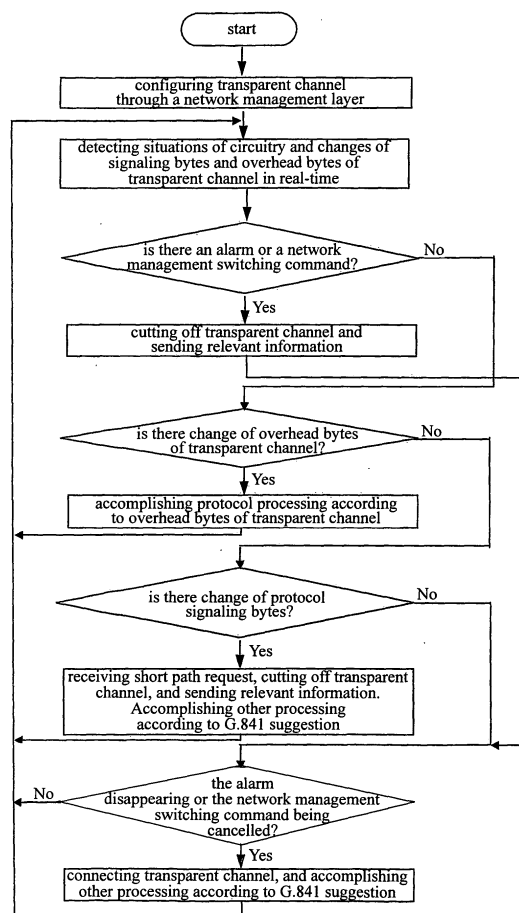 start
configuring transparent channel
through a network management layer
detecting situations of circuitry and changes of
signaling bytes and overhead bytes of
transparent channel in real-time
is there an alarm or a network
management switching command?
No
Yes
cutting off transparent channel and
sending relevant information
is there change of overhead bytes
of transparent channel?
No
Yes
accomplishing protocol processing according
to overhead bytes of transparent channel
is there change of protocol
signaling bytes?
No
Yes
receiving short path request, cutting off transparent
channel, and sending relevant information.
Accomplishing other processing
according to G.841 suggestion
the alarm
disappearing or the network management
switching command being
cancelled?
No
Yes
connecting transparent channel, and accomplishing
other processing according to G.841 suggestion